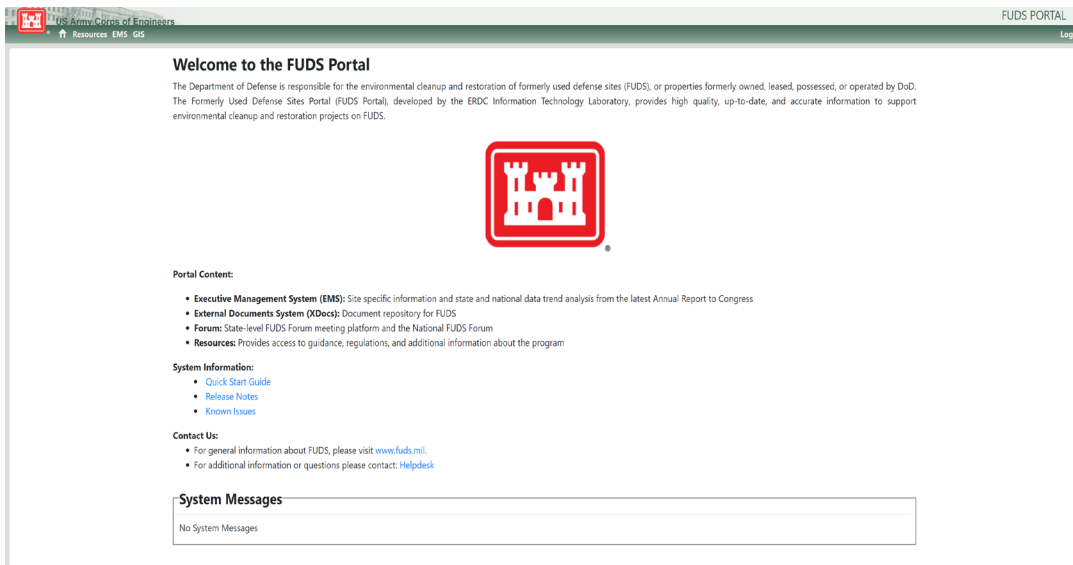 US Army Corps of Engineers
FUDS PORTAL
®
Resources EMS GIS
Log
Welcome to the FUDS Portal
The Department of Defense is responsible for the environmental cleanup and restoration of formerly used defense sites (FUDS), or properties formerly owned, leased, possessed, or operated by DoD.
The Formerly Used Defense Sites Portal (FUDS Portal), developed by the ERDC Information Technology Laboratory, provides high quality, up-to-date, and accurate information to support
environmental cleanup and restoration projects on FUDS.
®
Portal Content:
• Executive Management System (EMS): Site specific information and state and national data trend analysis from the latest Annual Report to Congress
• External Documents System (XDocs): Document repository for FUDS
• Forum: State-level FUDS Forum meeting platform and the National FUDS Forum
• Resources: Provides access to guidance, regulations, and additional information about the program
System Information:
• Quick Start Guide
• Release Notes
• Known Issues
Contact Us:
• For general information about FUDS, please visit www.fuds.mil.
• For additional information or questions please contact: Helpdesk
System Messages
No System Messages